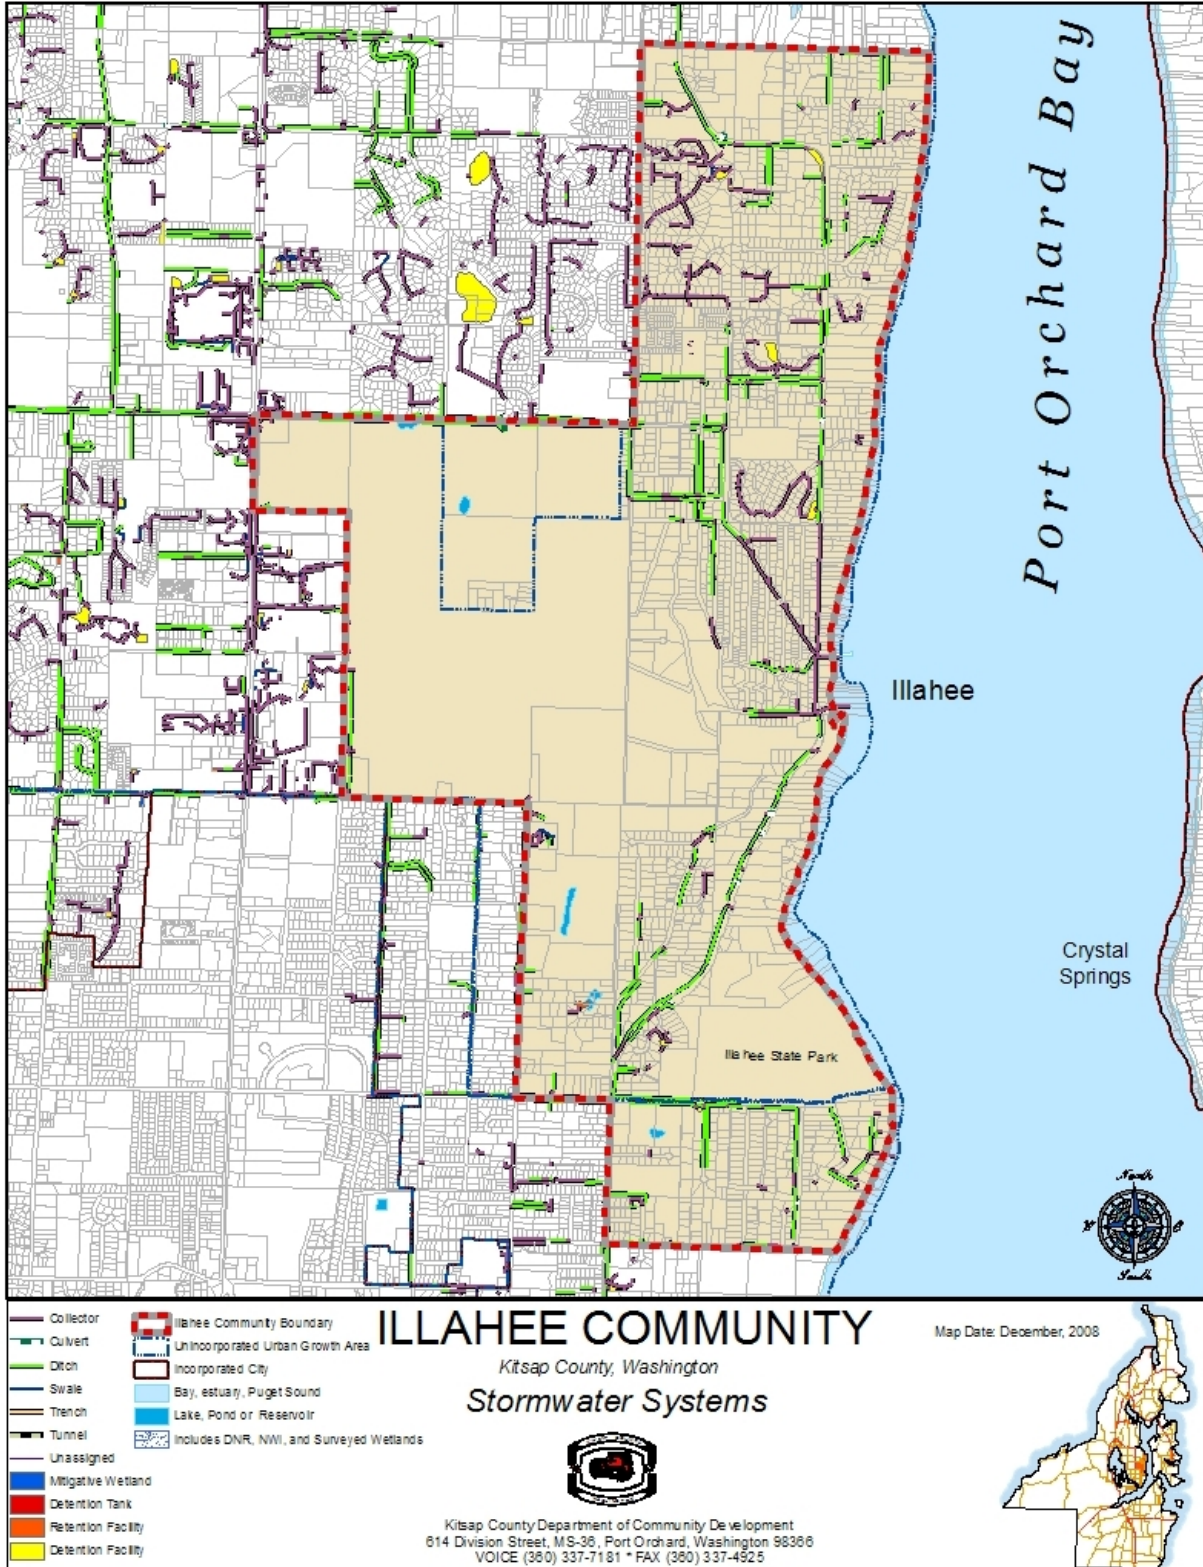 Port Orchard Bay
Illahee
Crystal
Springs
Illahee State Park
North
South
Collector
Culvert
Ditch
Swale
Trench
Tunnel
Unassigned
Mitigative Wetland
Detention Tank
Retention Facility
Detention Facility
Illahee Community Boundary
Unincorporated Urban Growth Area
Incorporated City
Bay, estuary, Puget Sound
Lake, Pond or Reservoir
Includes DNR, NWI, and Surveyed Wetlands
ILLAHEE COMMUNITY
Kitsap County, Washington
Stormwater Systems
Kitsap County Department of Community Development
614 Division Street, MS-36, Port Orchard, Washington 98366
VOICE (360) 337-7181 * FAX (360) 337-4925
Map Date: December, 2008